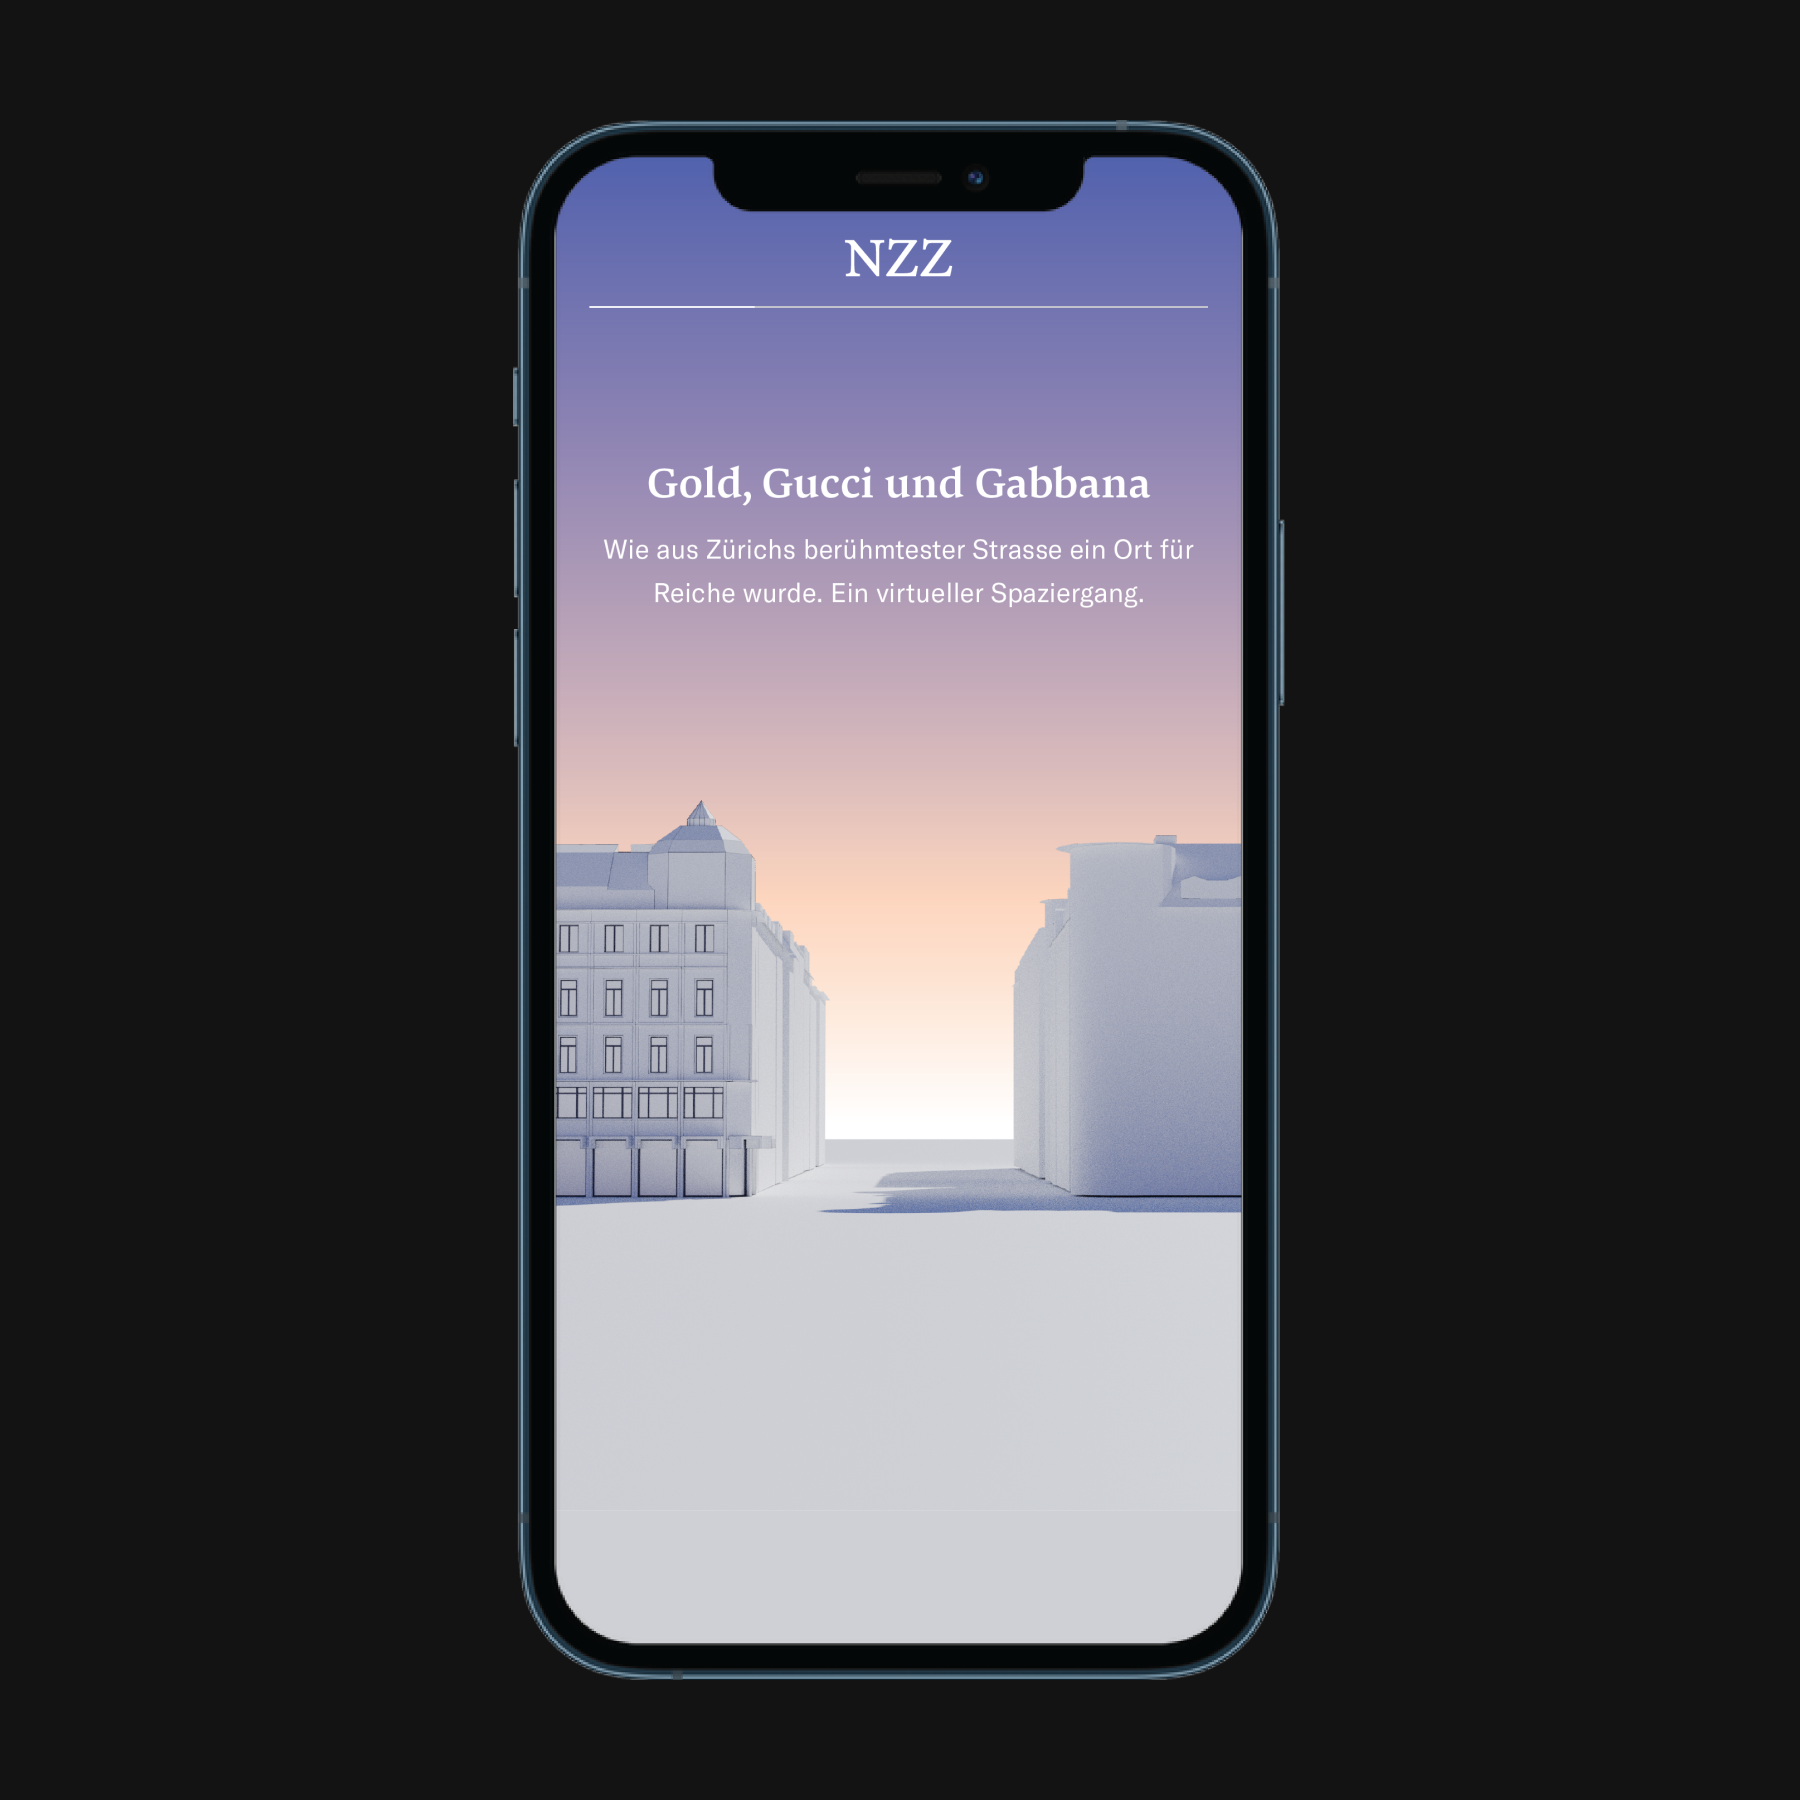 NZZ
Gold, Gucci und Gabbana
Wie aus Zürichs berühmtester Strasse ein Ort für
Reiche wurde. Ein virtueller Spaziergang.